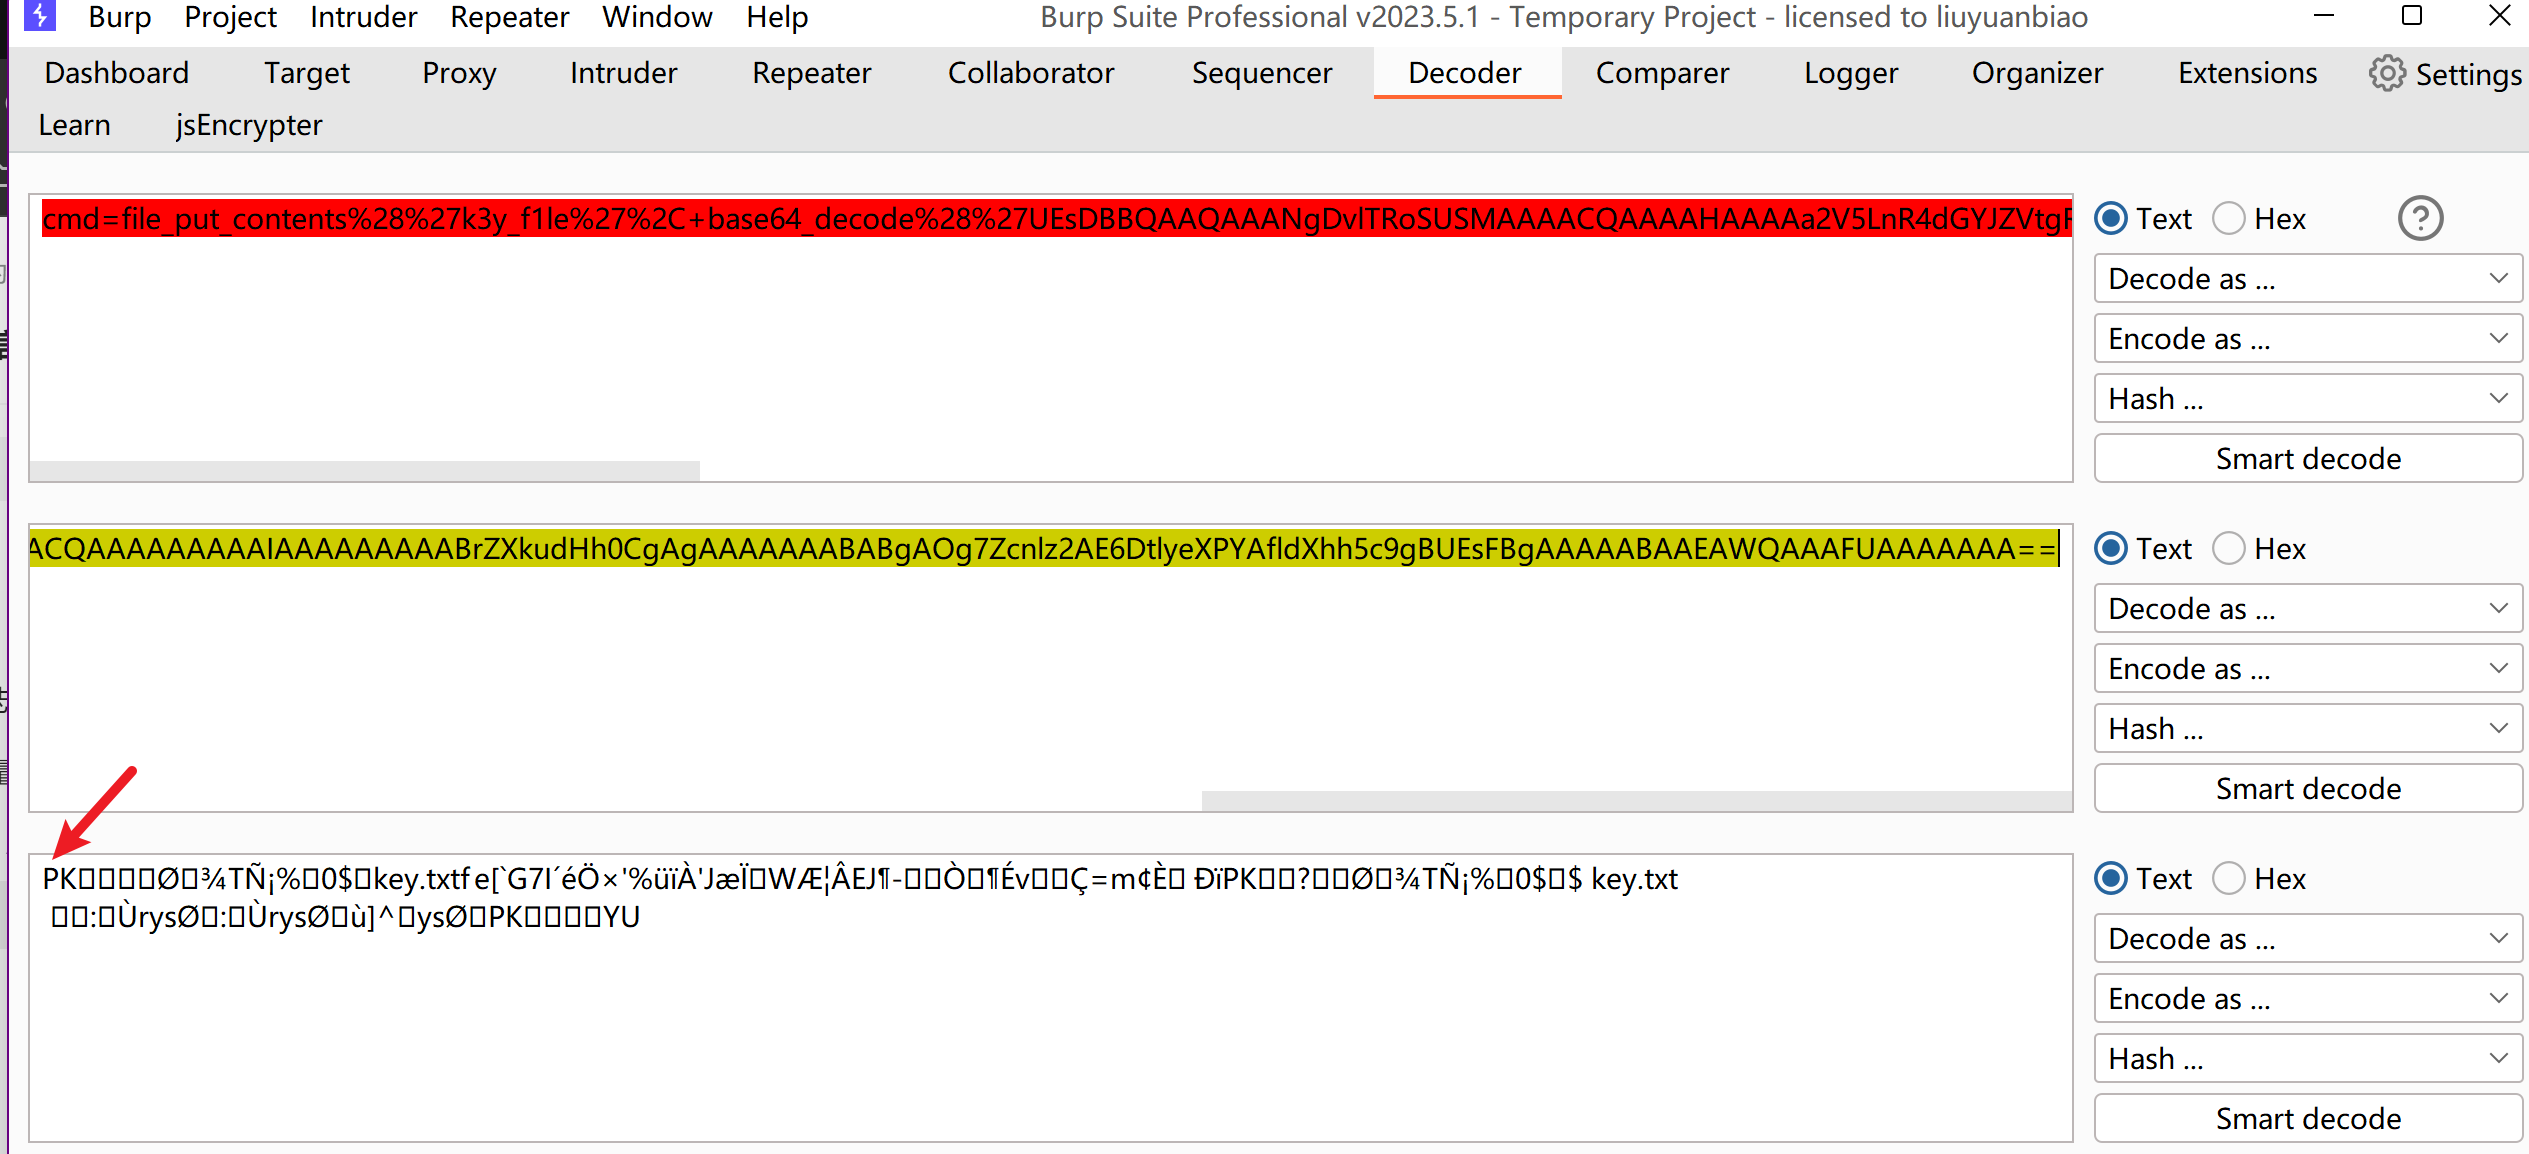 Burp Project Intruder Repeater Window Help Burp Suite Professional v2023.5.1 - Temporary Project - licensed to liuyuanbiao
Dashboard Target Proxy Intruder Repeater Collaborator Sequencer Decoder Comparer Logger Organizer Extensions Settings
Learn jsEncrypter
cmd=file_put_contents%28%27k3y_f1le%27%2C+base64_decode%28%27UEsDBBQAAQAAANgDvlTRoSUSMAAAACQAAAAHAAAAa2V5LnR4dGYJZVtgR
Text Hex
Decode as ...
Encode as ...
Hash ...
Smart decode
ACQAAAAAAAAAIAAAAAAAAABrZXkudHh0CgAgAAAAAAABABgAOg7Zcnlz2AE6DtlyeXPYAfldXhh5c9gBUEsFBgAAAAABAAEAWQAAAFUAAAAAAA==
Text Hex
Decode as ...
Encode as ...
Hash ...
Smart decode
PK Ø ¾TÑ¡% 0$ key.txtf e[`G7I´éÖ×'%üïÀ'JæÏ WÆ¦ÂEJ¶- Ò ¶Év Ç=m¢È ÐïPK ? Ø ¾TÑ¡% 0$ $ key.txt
: ÙrysØ : ÙrysØ ù]^ ysØ PK YU
Text Hex
Decode as ...
Encode as ...
Hash ...
Smart decode